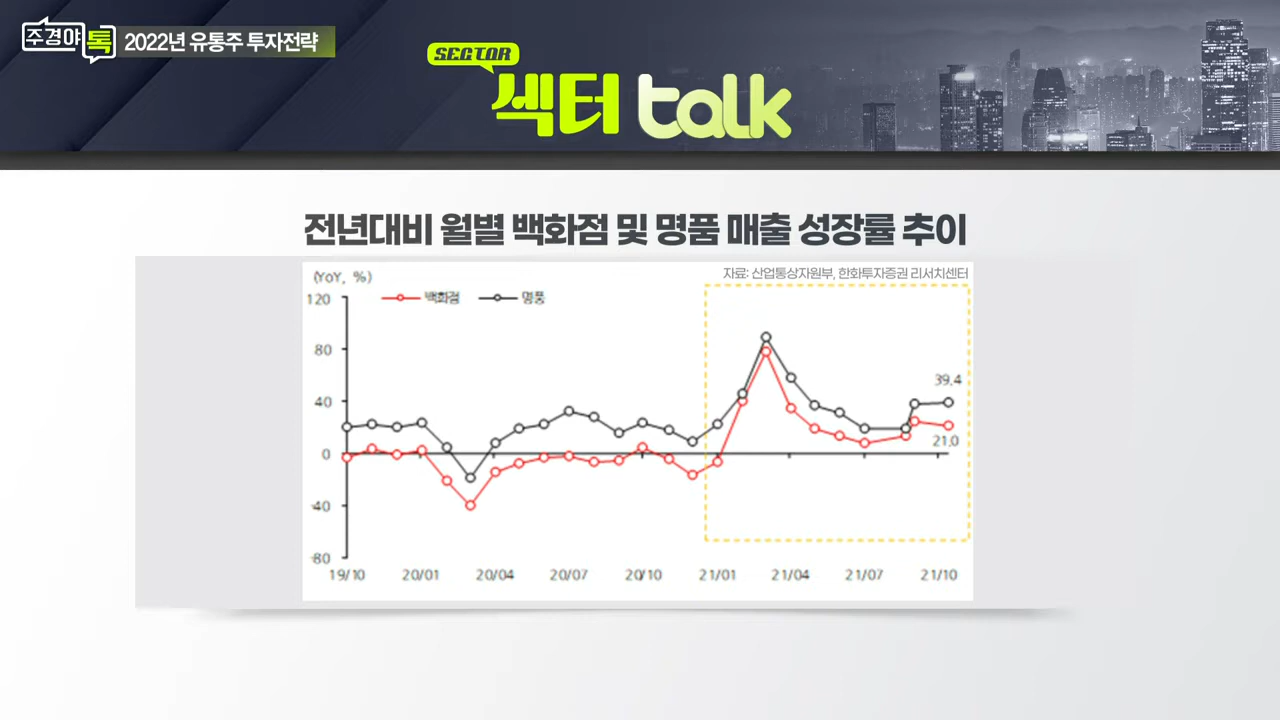 주경야톡 2022년 유통주 투자전략
SECTOR
섹터 talk
전년대비 월별 백화점 및 명품 매출 성장률 추이
(YoY, %)
자료: 산업통상자원부, 한화투자증권 리서치센터
백화점 명품
120
80
40
0
-40
-80
39.4
21.0
19/10 20/01 20/04 20/07 20/10 21/01 21/04 21/07 21/10